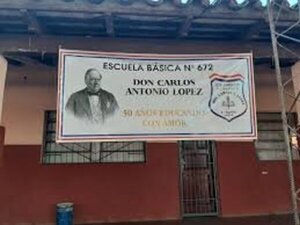 ESCUELA BÁSICA Nº 672
DON CARLOS
ANTONIO LOPEZ
50 AÑOS EDUCANDO
CON AMOR